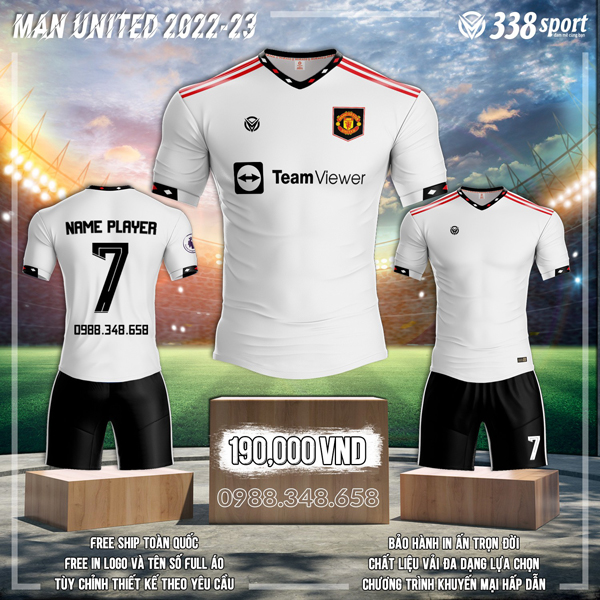 MAN UNITED 2022-23
338 sport
TeamViewer
NAME PLAYER
7
0988.348.658
7
190,000 VND
0988.348.658
FREE SHIP TOÀN QUỐC
FREE IN LOGO VÀ TÊN SỐ FULL ÁO
TÙY CHỈNH THIẾT KẾ THEO YÊU CẦU
BẢO HÀNH IN ẤN TRỌN ĐỜI
CHẤT LIỆU VẢI ĐA DẠNG LỰA CHỌN
CHƯƠNG TRÌNH KHUYẾN MẠI HẤP DẪN